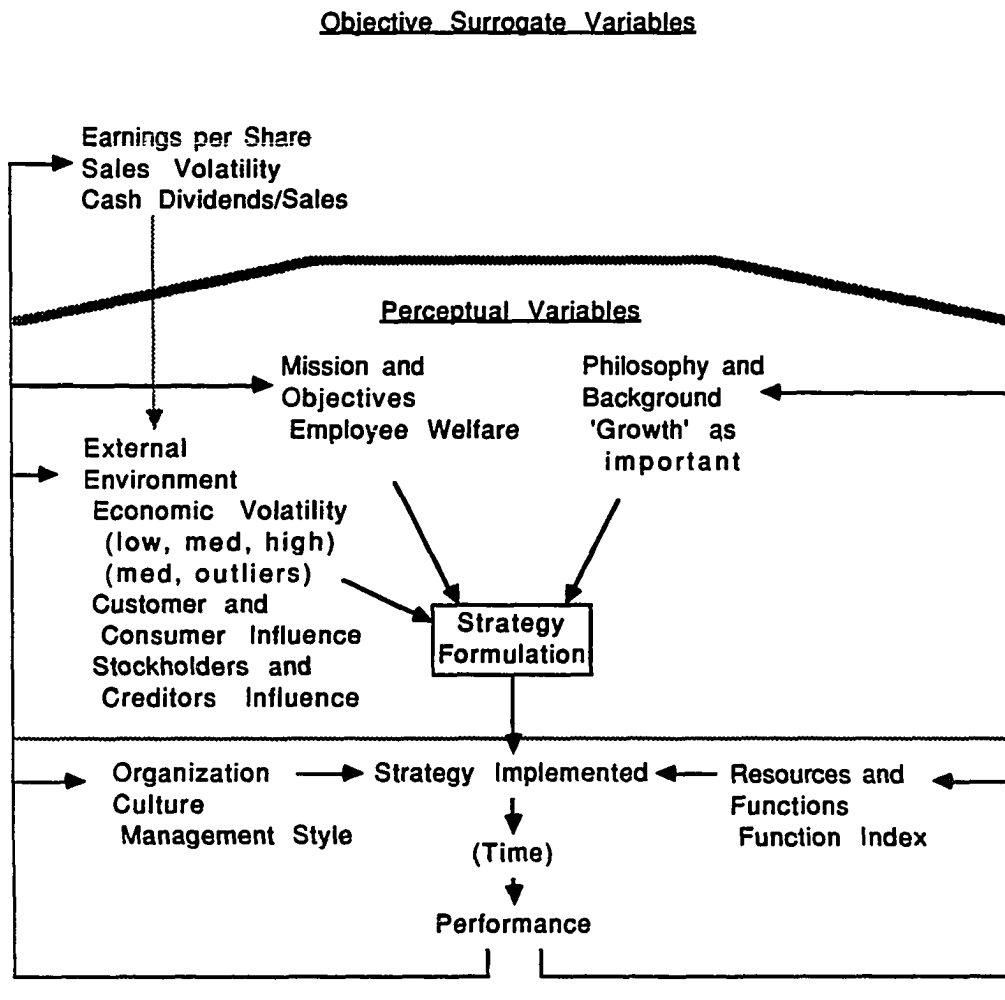 Objective Surrogate Variables
Earnings per Share
Sales Volatility
Cash Dividends/Sales
Perceptual Variables
Mission and
Objectives
Employee Welfare
Philosophy and
Background
'Growth' as
important
External
Environment
Economic Volatility
(low, med, high)
(med, outliers)
Customer and
Consumer Influence
Stockholders and
Creditors Influence
Strategy
Formulation
Organization
Culture
Management Style
Strategy Implemented
Resources and
Functions
Function Index
(Time)
Performance